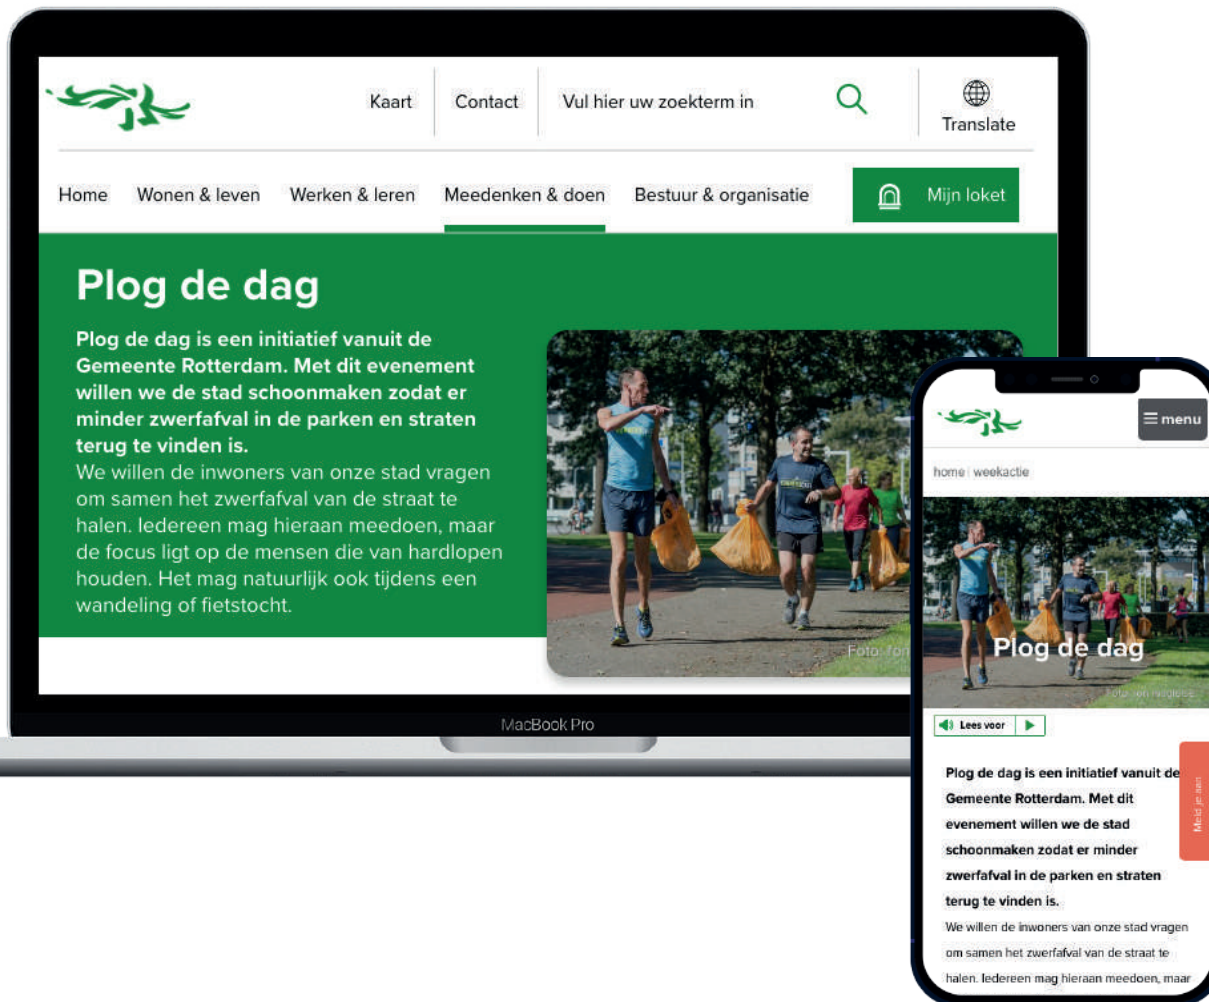 Kaart
Contact
Vul hier uw zoekterm in
Translate
Home
Wonen & leven
Werken & leren
Meedenken & doen
Bestuur & organisatie
Mijn loket
Plog de dag
Plog de dag is een initiatief vanuit de
Gemeente Rotterdam. Met dit evenement
willen we de stad schoonmaken zodat er
minder zwerfafval in de parken en straten
terug te vinden is.
We willen de inwoners van onze stad vragen
om samen het zwerfafval van de straat te
halen. Iedereen mag hieraan meedoen, maar
de focus ligt op de mensen die van hardlopen
houden. Het mag natuurlijk ook tijdens een
wandeling of fietstocht.
Foto:
MacBook Pro
menu
home | weekactie
Plog de dag
Foto:
Lees voor
Meld je aan
Plog de dag is een initiatief vanuit de
Gemeente Rotterdam. Met dit
evenement willen we de stad
schoonmaken zodat er minder
zwerfafval in de parken en straten
terug te vinden is.
We willen de inwoners van onze stad vragen
om samen het zwerfafval van de straat te
halen. Iedereen mag hieraan meedoen, maar